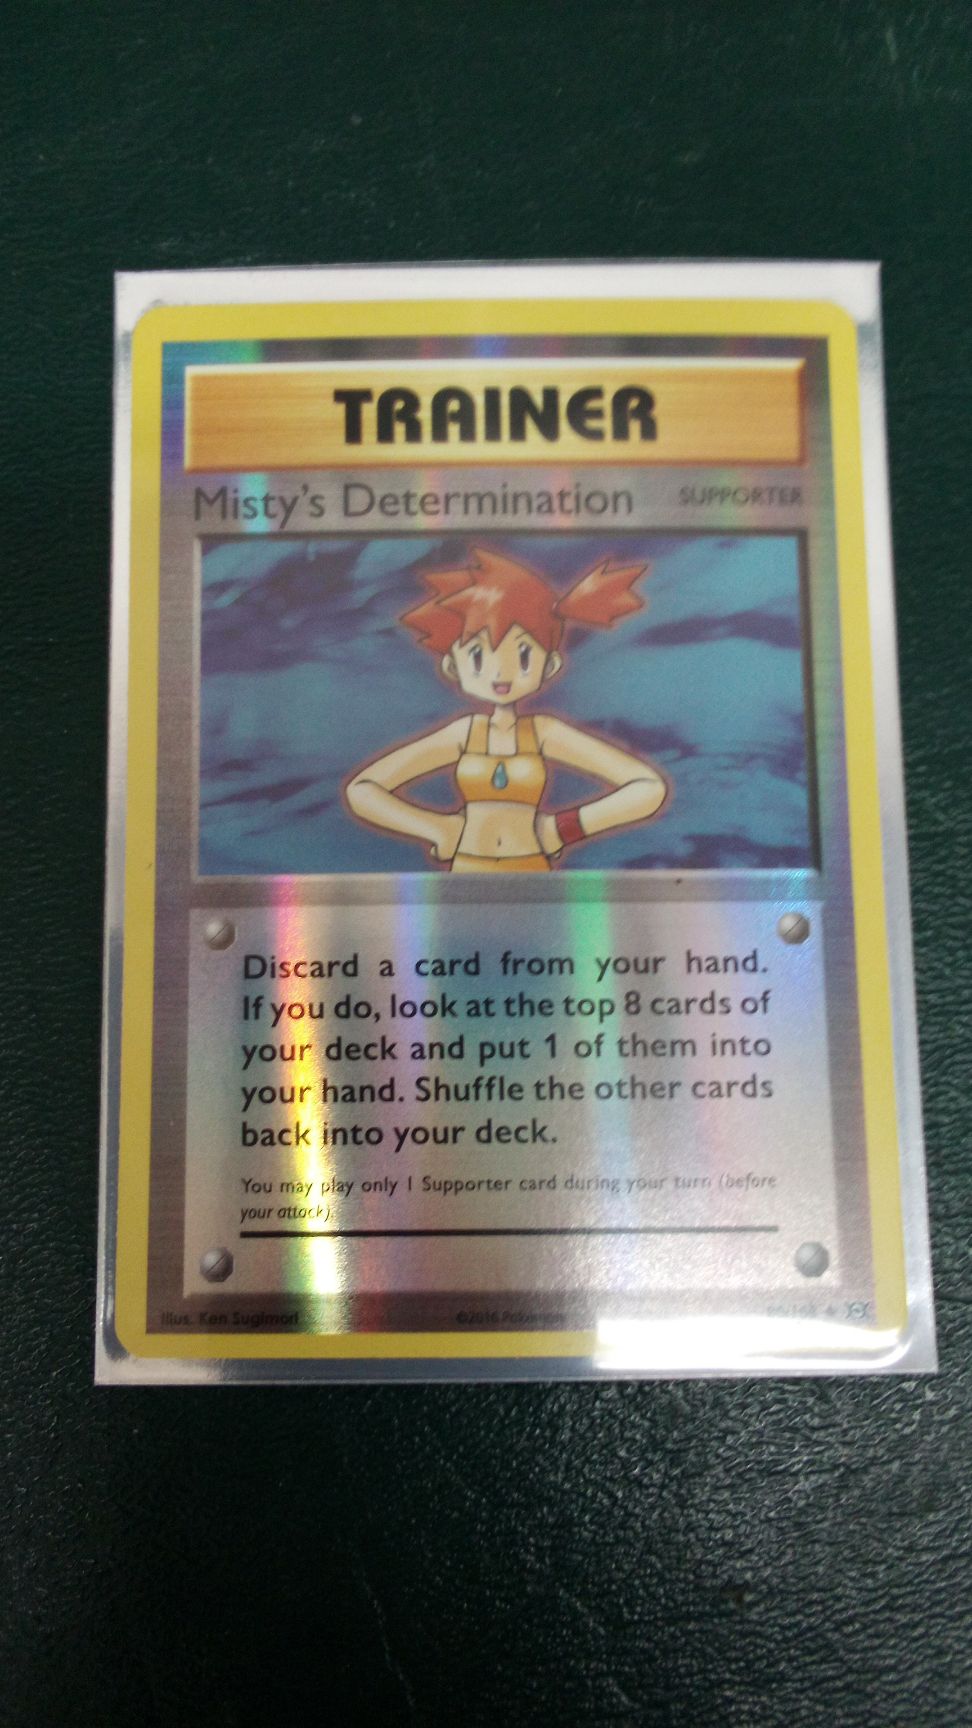 TRAINER
Misty's Determination SUPPORTER
Discard a card from your hand.
If you do, look at the top 8 cards of
your deck and put 1 of them into
your hand. Shuffle the other cards
back into your deck.
You may play only 1 Supporter card during your turn (before
your attack).
Illus. Ken Sugimori ©2016 Pokémon